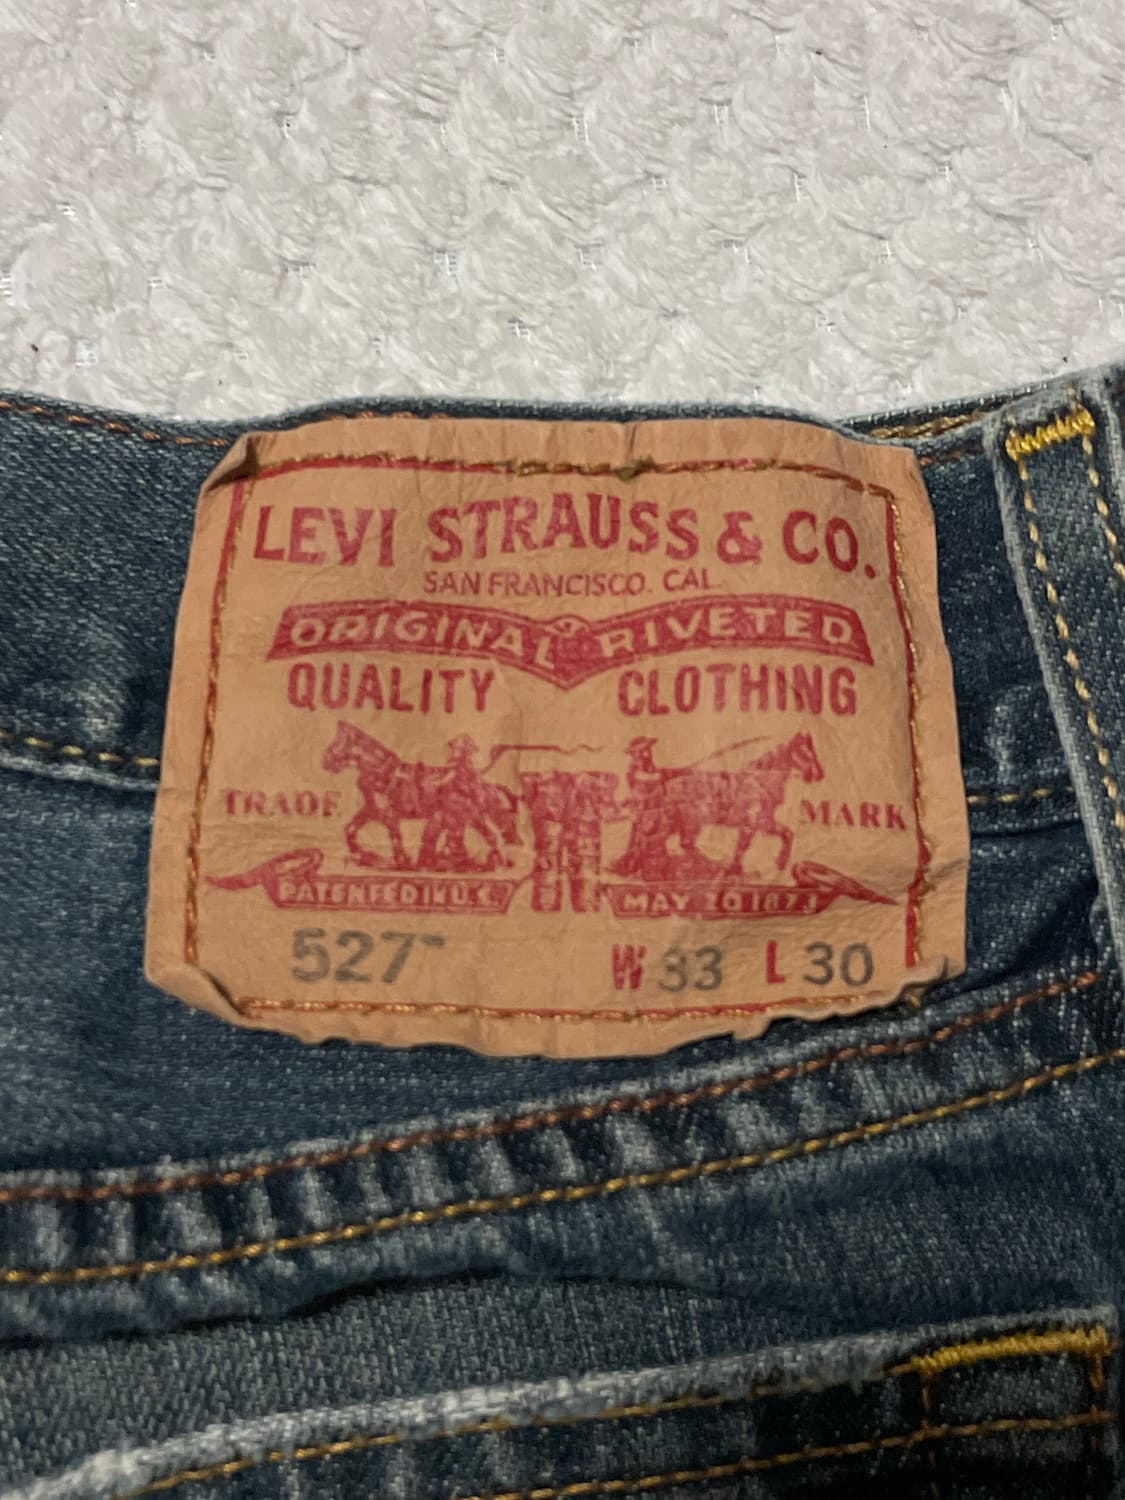 LEVI STRAUSS & CO.
SAN FRANCISCO. CAL.
ORIGINAL RIVETED
QUALITY CLOTHING
TRADE MARK
PATENTED IN U.S. MAY 20 1873
527™ W 33 L 30